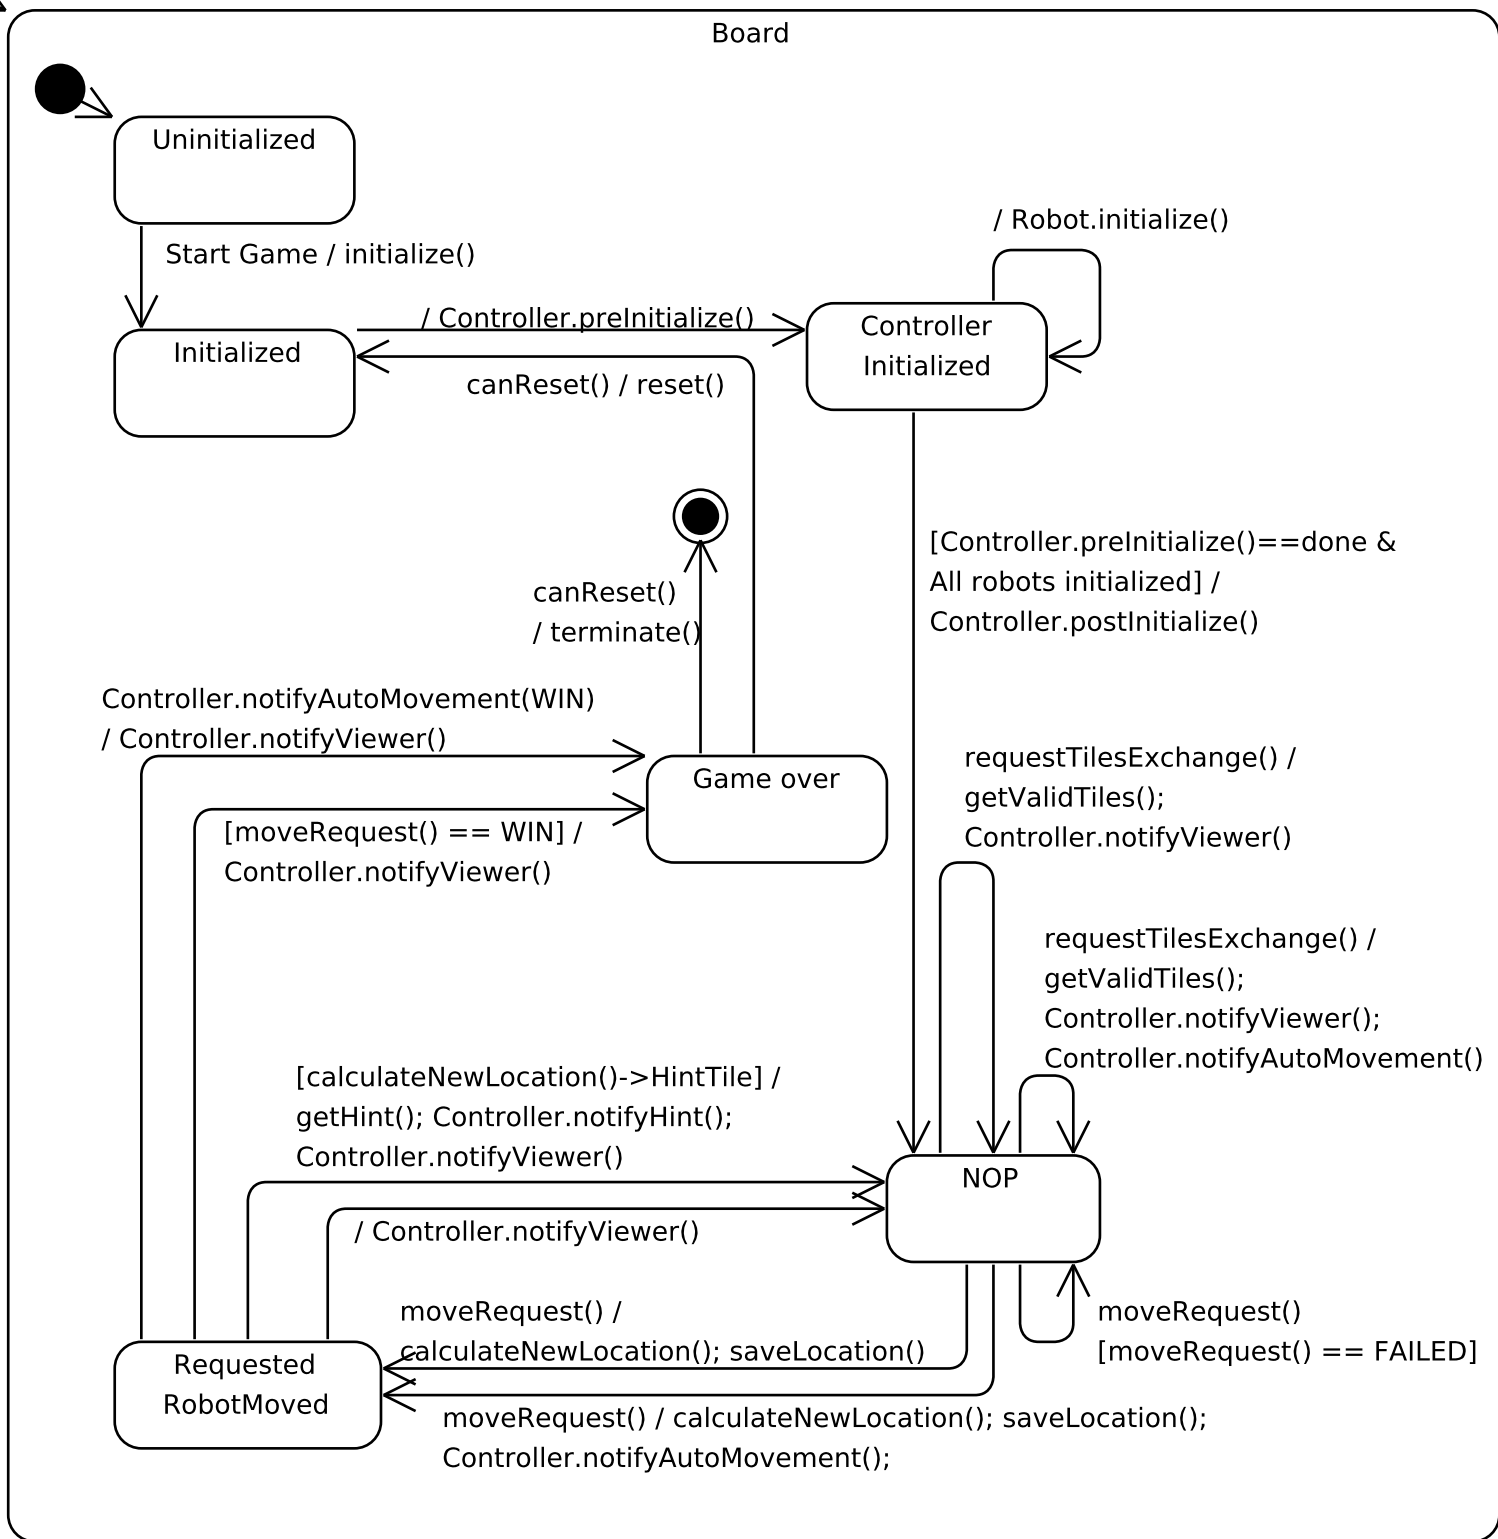 Board
Uninitialized
Start Game / initialize()
/ Robot.initialize()
/ Controller.preInitialize()
Controller
Initialized
Initialized
canReset() / reset()
[Controller.preInitialize()==done &
All robots initialized] /
Controller.postInitialize()
canReset()
/ terminate()
Controller.notifyAutoMovement(WIN)
/ Controller.notifyViewer()
Game over
[moveRequest() == WIN] /
Controller.notifyViewer()
requestTilesExchange() /
getValidTiles();
Controller.notifyViewer()
requestTilesExchange() /
getValidTiles();
Controller.notifyViewer();
Controller.notifyAutoMovement()
[calculateNewLocation()->HintTile] /
getHint(); Controller.notifyHint();
Controller.notifyViewer()
NOP
/ Controller.notifyViewer()
moveRequest() /
calculateNewLocation(); saveLocation()
moveRequest()
[moveRequest() == FAILED]
Requested
RobotMoved
moveRequest() / calculateNewLocation(); saveLocation();
Controller.notifyAutoMovement();